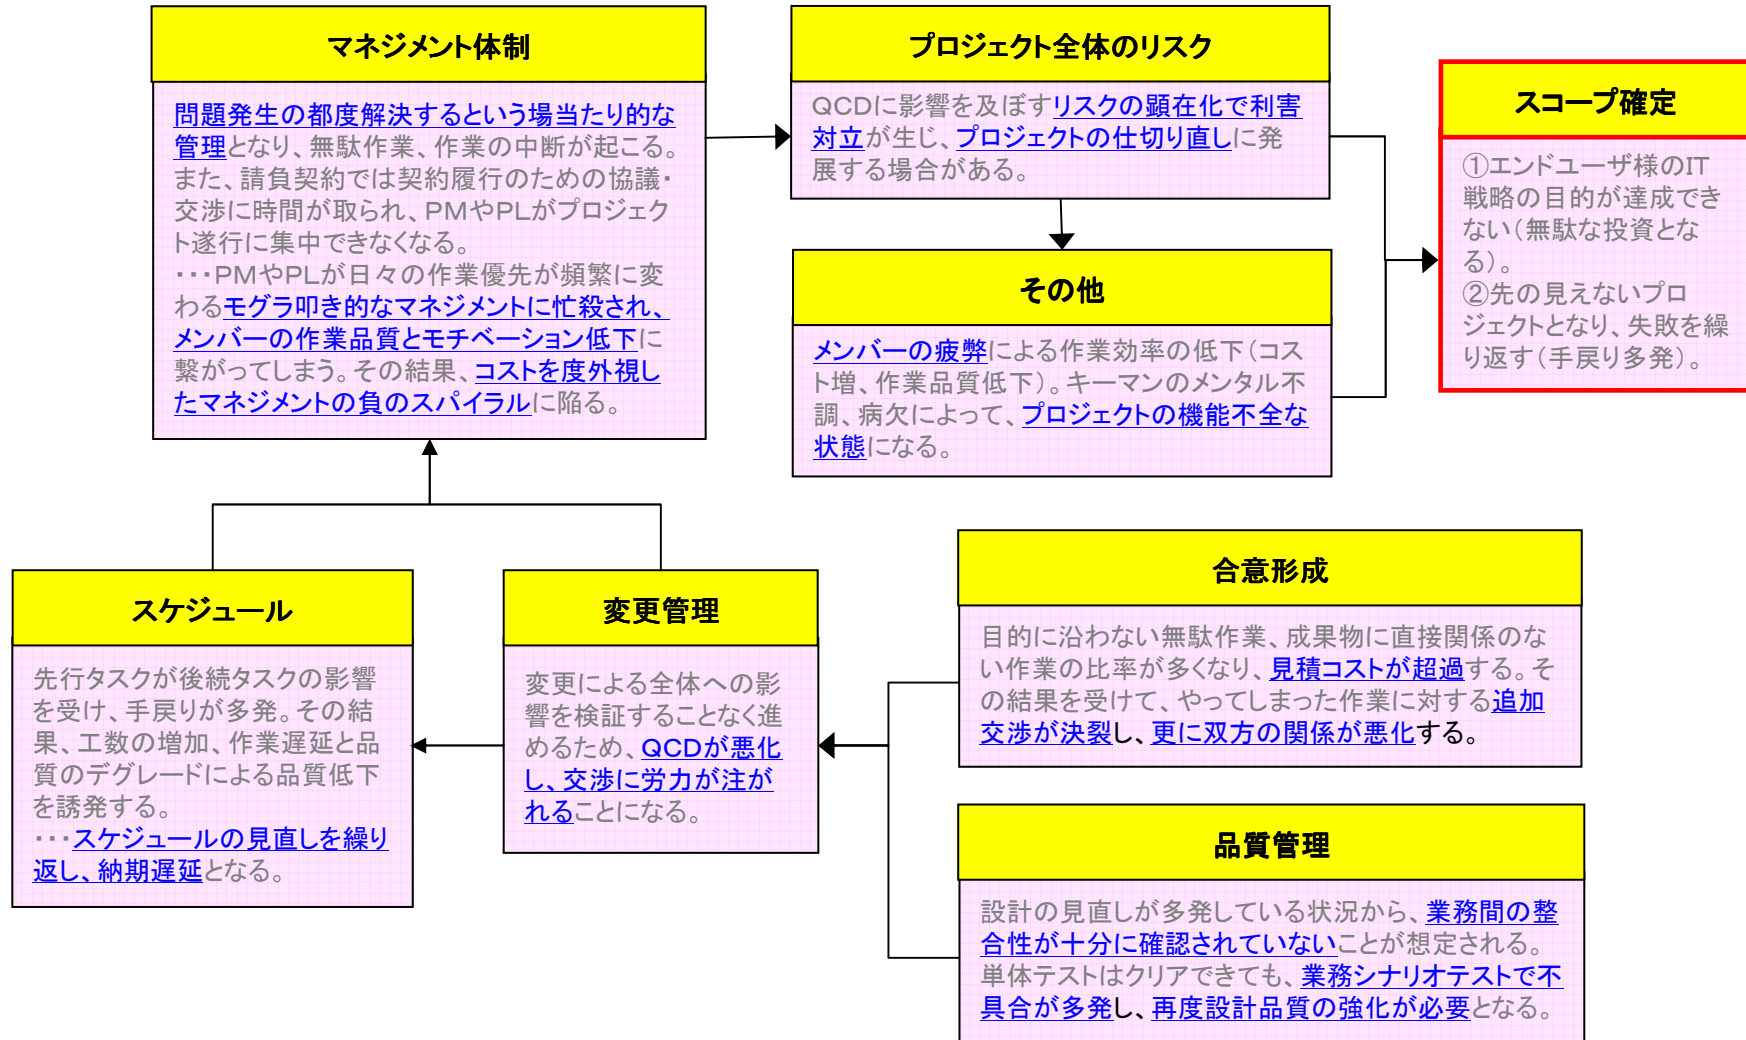 マネジメント体制
問題発生の都度解決するという場当たり的な
管理となり、無駄作業、作業の中断が起こる。
また、請負契約では契約履行のための協議・
交渉に時間が取られ、PMやPLがプロジェク
ト遂行に集中できなくなる。
・・・PMやPLが日々の作業優先が頻繁に変
わるモグラ叩き的なマネジメントに忙殺され、
メンバーの作業品質とモチベーション低下に
繋がってしまう。その結果、コストを度外視し
たマネジメントの負のスパイラルに陥る。
プロジェクト全体のリスク
QCDに影響を及ぼすリスクの顕在化で利害
対立が生じ、プロジェクトの仕切り直しに発
展する場合がある。
その他
メンバーの疲弊による作業効率の低下(コス
ト増、作業品質低下)。キーマンのメンタル不
調、病欠によって、プロジェクトの機能不全な
状態になる。
スコープ確定
①エンドユーザ様のIT
戦略の目的が達成でき
ない(無駄な投資とな
る)。
②先の見えないプロ
ジェクトとなり、失敗を繰
り返す(手戻り多発)。
スケジュール
先行タスクが後続タスクの影響
を受け、手戻りが多発。その結
果、工数の増加、作業遅延と品
質のデグレードによる品質低下
を誘発する。
・・・スケジュールの見直しを繰り
返し、納期遅延となる。
変更管理
変更による全体への影
響を検証することなく進
めるため、QCDが悪化
し、交渉に労力が注が
れることになる。
合意形成
目的に沿わない無駄作業、成果物に直接関係のな
い作業の比率が多くなり、見積コストが超過する。そ
の結果を受けて、やってしまった作業に対する追加
交渉が決裂し、更に双方の関係が悪化する。
品質管理
設計の見直しが多発している状況から、業務間の整
合性が十分に確認されていないことが想定される。
単体テストはクリアできても、業務シナリオテストで不
具合が多発し、再度設計品質の強化が必要となる。